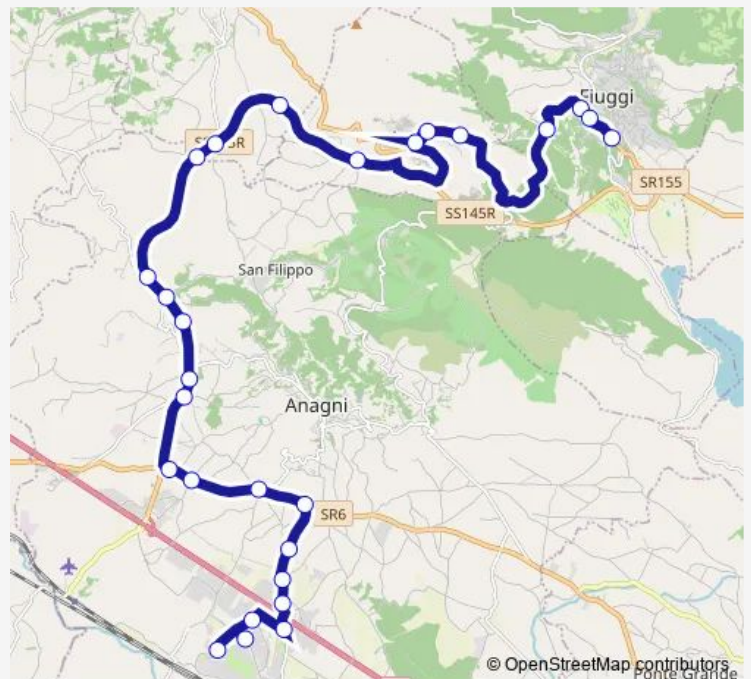 Fiuggi
SR155
SS145R
San Filippo
Anagni
SR6
© OpenStreetMap contributors
Ponte Grande